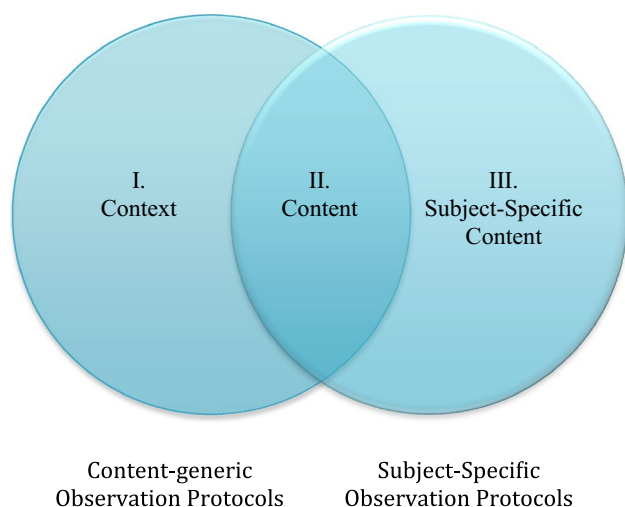 I.
Context
II.
Content
III.
Subject-Specific
Content
Content-generic
Observation Protocols
Subject-Specific
Observation Protocols